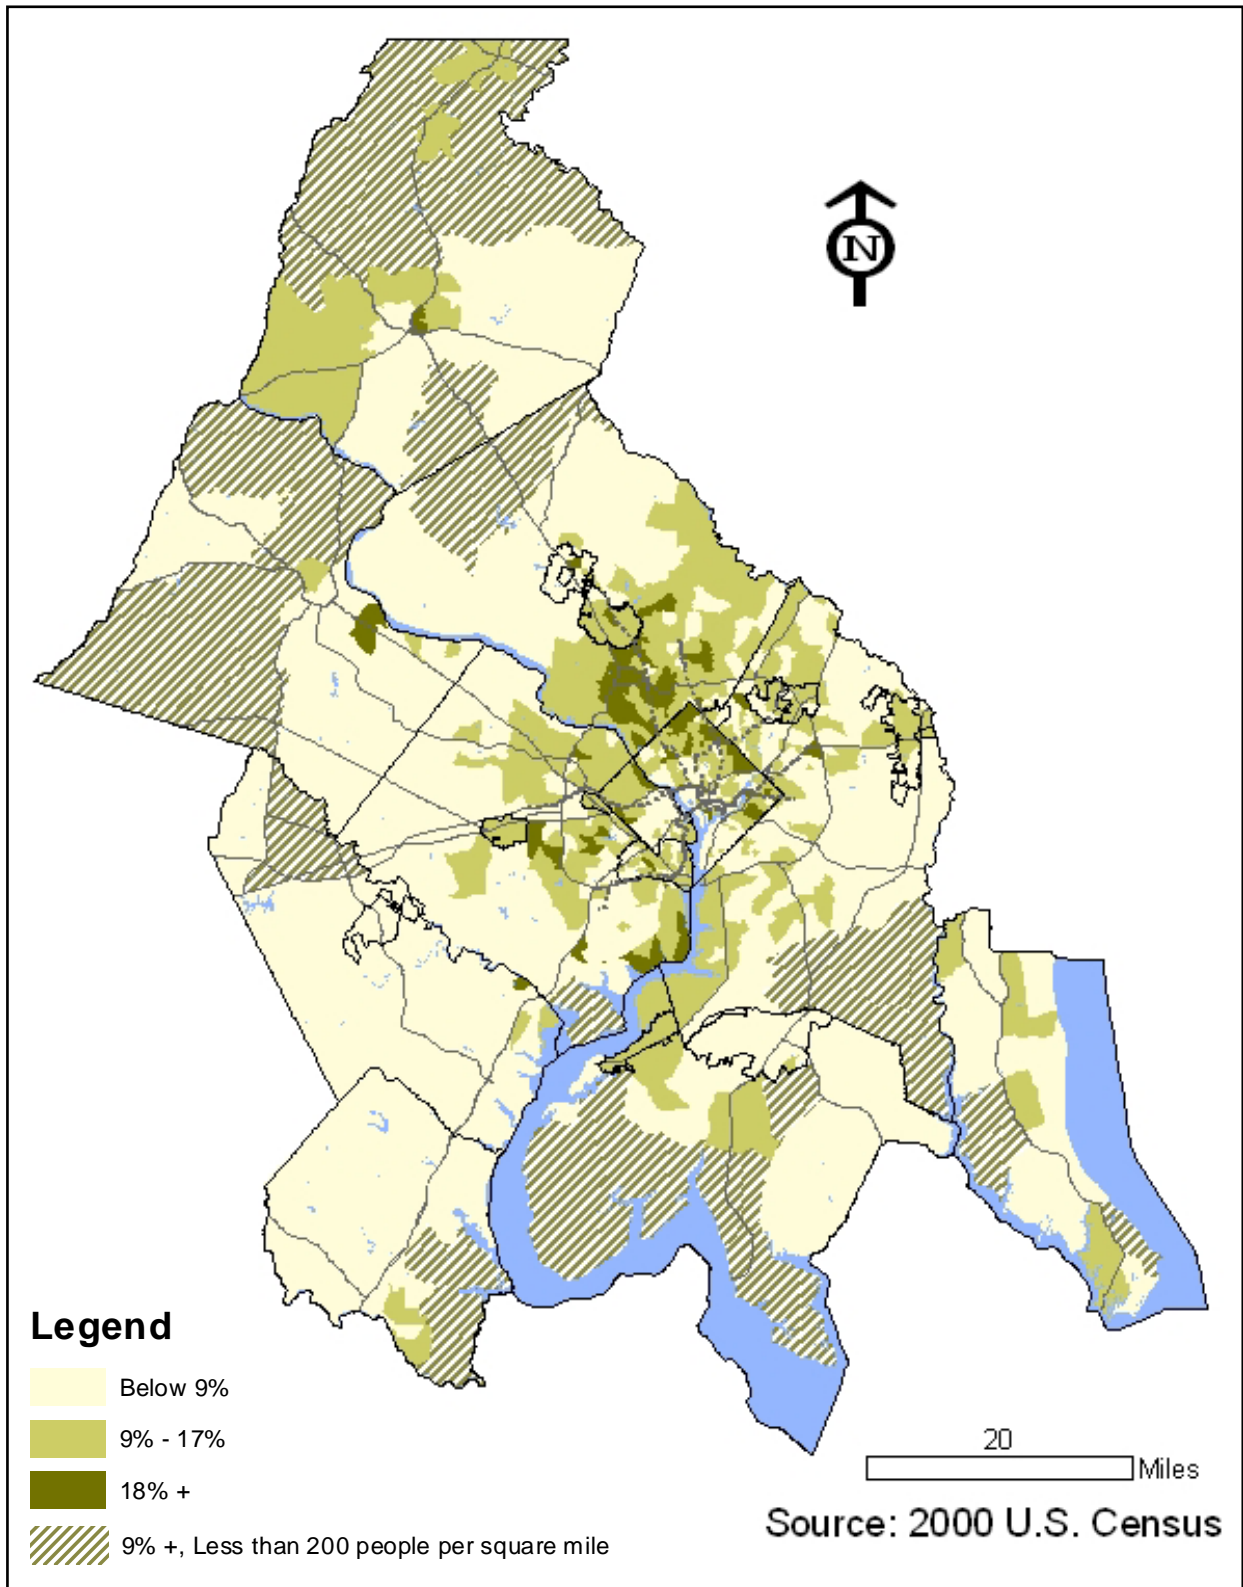 N
Legend
Below 9%
9% - 17%
18% +
9% +, Less than 200 people per square mile
20
Miles
Source: 2000 U.S. Census